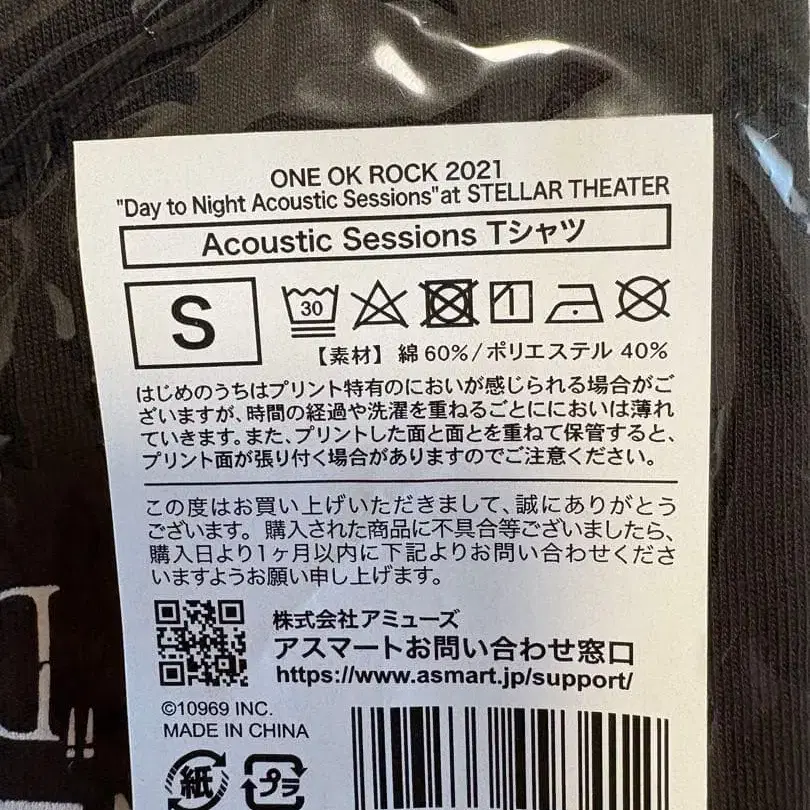 ONE OK ROCK 2021
"Day to Night Acoustic Sessions"at STELLAR THEATER
Acoustic Sessions Tシャツ
S
30
【素材】 綿 60%/ポリエステル 40%
はじめのうちはプリント特有のにおいが感じられる場合がご
ざいますが、時間の経過や洗濯を重ねるごとににおいは薄れ
ていきます。また、プリントした面と面とを重ねて保管すると、
プリント面が張り付く場合がありますのでご注意ください。
この度はお買い上げいただきまして、誠にありがとう
ございます。購入された商品に不具合等ございましたら、
購入日より1ヶ月以内に下記よりお問い合わせくださ
いますようお願い申し上げます。
株式会社アミューズ
アスマートお問い合わせ窓口
https://www.asmart.jp/support/
©10969 INC.
MADE IN CHINA
紙
プラ